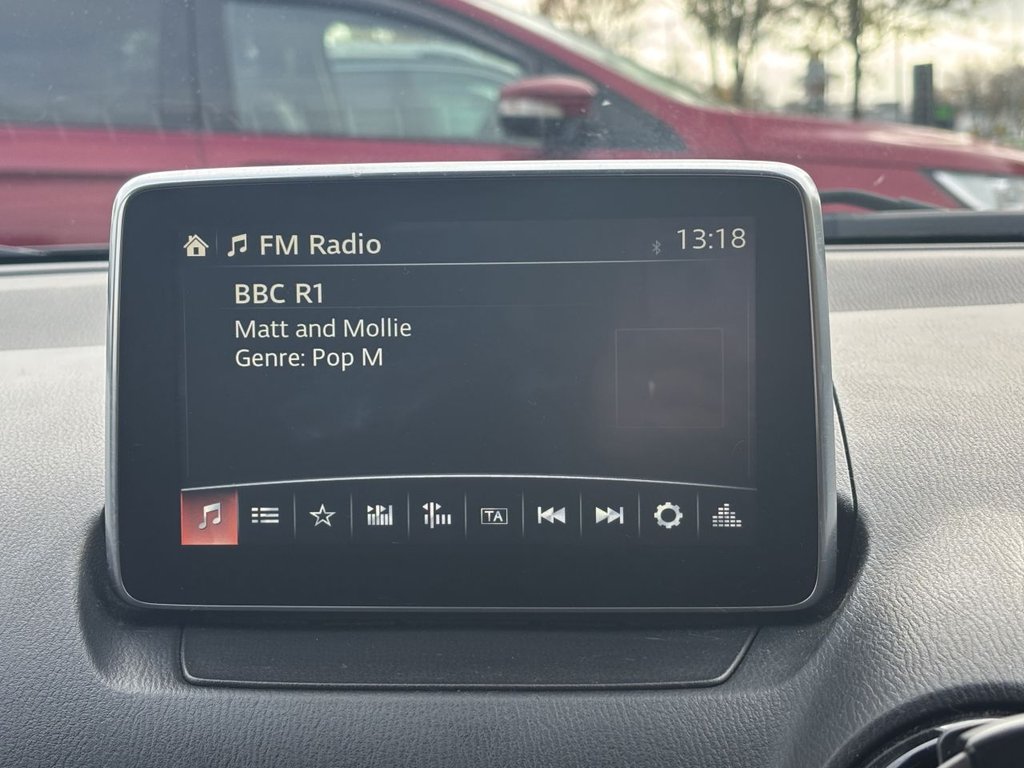 FM Radio
13:18
BBC R1
Matt and Mollie
Genre: Pop M
TA